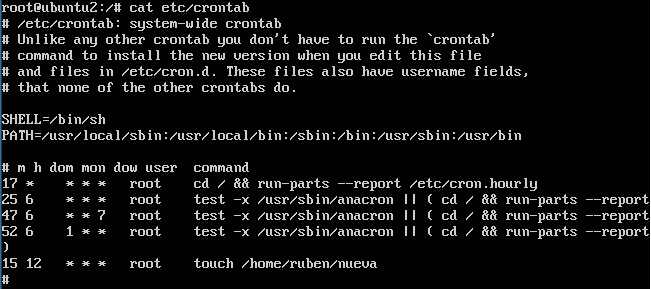 root@ubuntu2:/# cat etc/crontab
# /etc/crontab: system-wide crontab
# Unlike any other crontab you don't have to run the `crontab'
# command to install the new version when you edit this file
# and files in /etc/cron.d. These files also have username fields,
# that none of the other crontabs do.

SHELL=/bin/sh
PATH=/usr/local/sbin:/usr/local/bin:/sbin:/bin:/usr/sbin:/usr/bin

# m h dom mon dow user  command
17 *    * * *   root    cd / && run-parts --report /etc/cron.hourly
25 6    * * *   root    test -x /usr/sbin/anacron || ( cd / && run-parts --report
47 6    * * 7   root    test -x /usr/sbin/anacron || ( cd / && run-parts --report
52 6    1 * *   root    test -x /usr/sbin/anacron || ( cd / && run-parts --report
)
15 12   * * *   root    touch /home/ruben/nueva
#